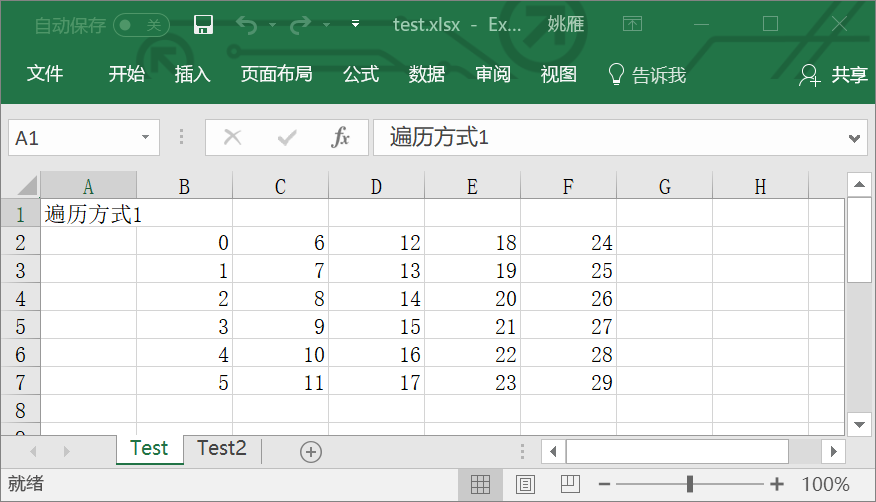 自动保存 关 test.xlsx - Ex... 姚雁
文件 开始 插入 页面布局 公式 数据 审阅 视图 告诉我 共享
A1 fx 遍历方式1
A B C D E F G H
1 遍历方式1
2 0 6 12 18 24
3 1 7 13 19 25
4 2 8 14 20 26
5 3 9 15 21 27
6 4 10 16 22 28
7 5 11 17 23 29
8
Test Test2
就绪 100%